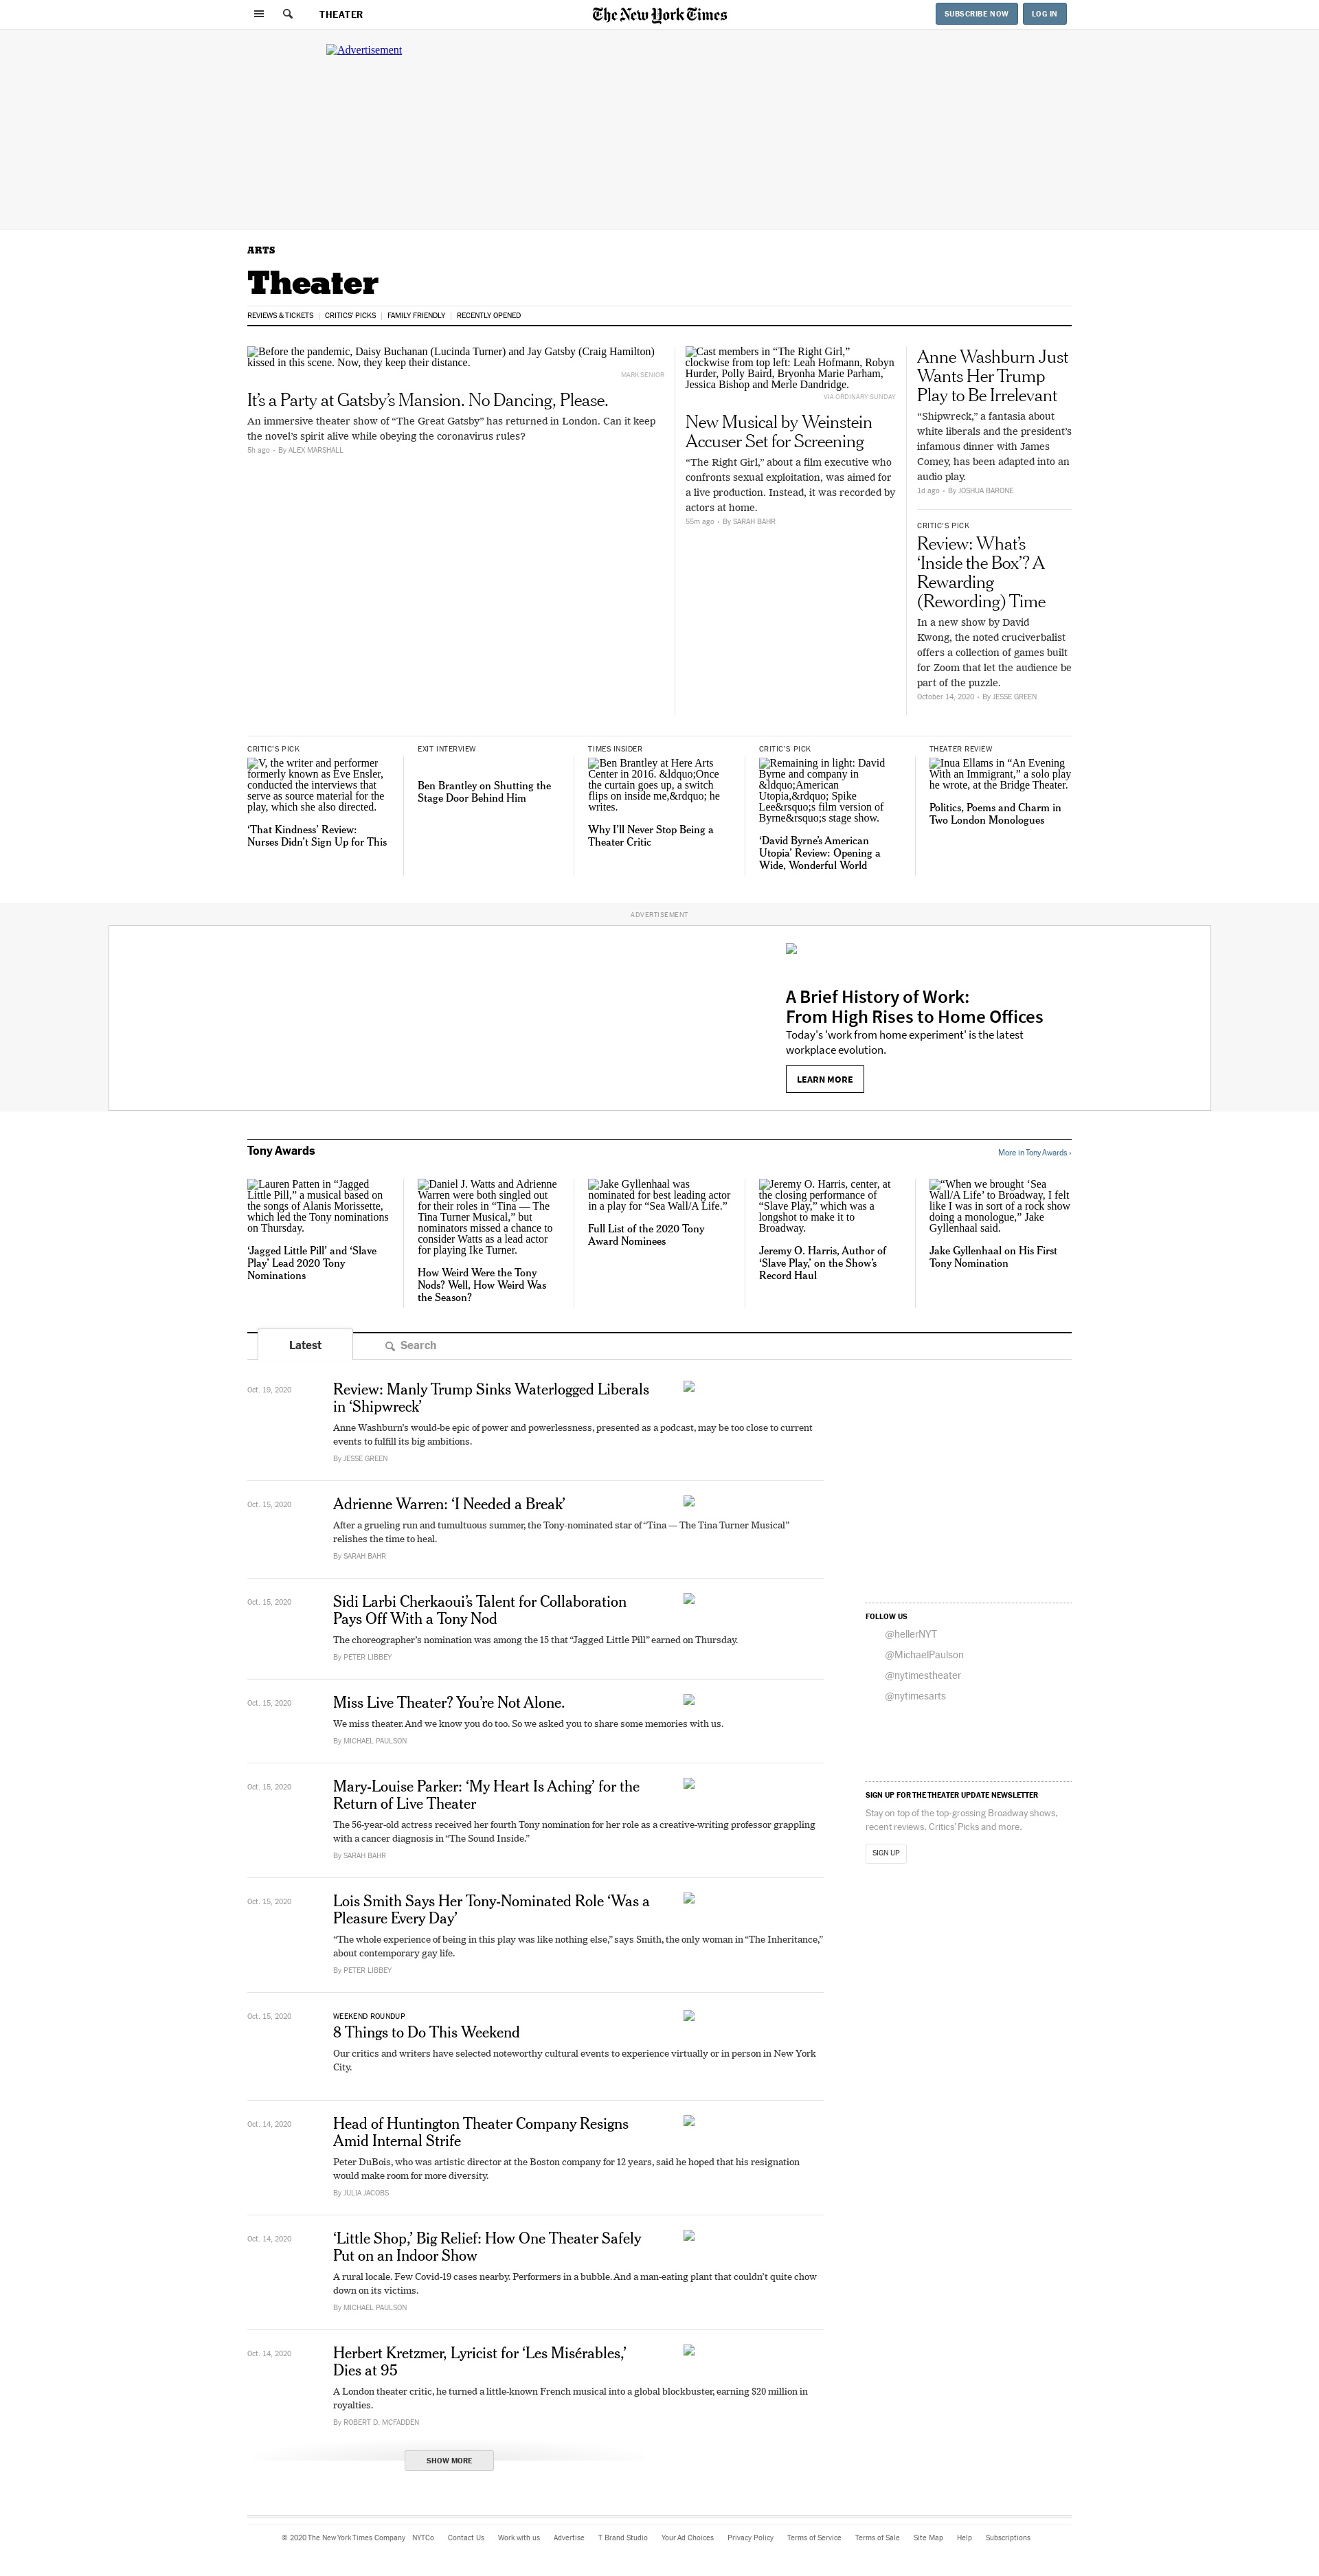 THEATER
The New York Times
SUBSCRIBE NOW
LOG IN
Advertisement
ARTS
Theater
REVIEWS & TICKETS
CRITICS' PICKS
FAMILY FRIENDLY
RECENTLY OPENED
Before the pandemic, Daisy Buchanan (Lucinda Turner) and Jay Gatsby (Craig Hamilton)
kissed in this scene. Now, they keep their distance.
MARK SENIOR
It’s a Party at Gatsby’s Mansion. No Dancing, Please.
An immersive theater show of “The Great Gatsby” has returned in London. Can it keep
the novel’s spirit alive while obeying the coronavirus rules?
5h ago • By ALEX MARSHALL
Cast members in “The Right Girl,”
clockwise from top left: Leah Hofmann, Robyn
Hurder, Polly Baird, Bryonha Marie Parham,
Jessica Bishop and Merle Dandridge.
VIA ORDINARY SUNDAY
New Musical by Weinstein
Accuser Set for Screening
“The Right Girl,” about a film executive who
confronts sexual exploitation, was aimed for
a live production. Instead, it was recorded by
actors at home.
55m ago • By SARAH BAHR
Anne Washburn Just
Wants Her Trump
Play to Be Irrelevant
“Shipwreck,” a fantasia about
white liberals and the president’s
infamous dinner with James
Comey, has been adapted into an
audio play.
1d ago • By JOSHUA BARONE
CRITIC’S PICK
Review: What’s
‘Inside the Box’? A
Rewarding
(Rewording) Time
In a new show by David
Kwong, the noted cruciverbalist
offers a collection of games built
for Zoom that let the audience be
part of the puzzle.
October 14, 2020 • By JESSE GREEN
CRITIC’S PICK
V, the writer and performer
formerly known as Eve Ensler,
conducted the interviews that
serve as source material for the
play, which she also directed.
‘That Kindness’ Review:
Nurses Didn’t Sign Up for This
EXIT INTERVIEW
Ben Brantley on Shutting the
Stage Door Behind Him
TIMES INSIDER
Ben Brantley at Here Arts
Center in 2016. &ldquo;Once
the curtain goes up, a switch
flips on inside me,&rdquo; he
writes.
Why I’ll Never Stop Being a
Theater Critic
CRITIC’S PICK
Remaining in light: David
Byrne and company in
&ldquo;American
Utopia,&rdquo; Spike
Lee&rsquo;s film version of
Byrne&rsquo;s stage show.
‘David Byrne’s American
Utopia’ Review: Opening a
Wide, Wonderful World
THEATER REVIEW
Inua Ellams in “An Evening
With an Immigrant,” a solo play
he wrote, at the Bridge Theater.
Politics, Poems and Charm in
Two London Monologues
ADVERTISEMENT
A Brief History of Work:
From High Rises to Home Offices
Today's 'work from home experiment' is the latest
workplace evolution.
LEARN MORE
Tony Awards
More in Tony Awards ›
Lauren Patten in “Jagged
Little Pill,” a musical based on
the songs of Alanis Morissette,
which led the Tony nominations
on Thursday.
‘Jagged Little Pill’ and ‘Slave
Play’ Lead 2020 Tony
Nominations
Daniel J. Watts and Adrienne
Warren were both singled out
for their roles in “Tina — The
Tina Turner Musical,” but
nominators missed a chance to
consider Watts as a lead actor
for playing Ike Turner.
How Weird Were the Tony
Nods? Well, How Weird Was
the Season?
Jake Gyllenhaal was
nominated for best leading actor
in a play for “Sea Wall/A Life.”
Full List of the 2020 Tony
Award Nominees
Jeremy O. Harris, center, at
the closing performance of
“Slave Play,” which was a
longshot to make it to
Broadway.
Jeremy O. Harris, Author of
‘Slave Play,’ on the Show’s
Record Haul
“When we brought ‘Sea
Wall/A Life’ to Broadway, I felt
like I was in sort of a rock show
doing a monologue,” Jake
Gyllenhaal said.
Jake Gyllenhaal on His First
Tony Nomination
Latest
Search
Oct. 19, 2020
Review: Manly Trump Sinks Waterlogged Liberals
in ‘Shipwreck’
Anne Washburn’s would-be epic of power and powerlessness, presented as a podcast, may be too close to current
events to fulfill its big ambitions.
By JESSE GREEN
Oct. 15, 2020
Adrienne Warren: ‘I Needed a Break’
After a grueling run and tumultuous summer, the Tony-nominated star of “Tina — The Tina Turner Musical”
relishes the time to heal.
By SARAH BAHR
Oct. 15, 2020
Sidi Larbi Cherkaoui’s Talent for Collaboration
Pays Off With a Tony Nod
The choreographer’s nomination was among the 15 that “Jagged Little Pill” earned on Thursday.
By PETER LIBBEY
Oct. 15, 2020
Miss Live Theater? You’re Not Alone.
We miss theater. And we know you do too. So we asked you to share some memories with us.
By MICHAEL PAULSON
Oct. 15, 2020
Mary-Louise Parker: ‘My Heart Is Aching’ for the
Return of Live Theater
The 56-year-old actress received her fourth Tony nomination for her role as a creative-writing professor grappling
with a cancer diagnosis in “The Sound Inside.”
By SARAH BAHR
Oct. 15, 2020
Lois Smith Says Her Tony-Nominated Role ‘Was a
Pleasure Every Day’
“The whole experience of being in this play was like nothing else,” says Smith, the only woman in “The Inheritance,”
about contemporary gay life.
By PETER LIBBEY
Oct. 15, 2020
WEEKEND ROUNDUP
8 Things to Do This Weekend
Our critics and writers have selected noteworthy cultural events to experience virtually or in person in New York
City.
Oct. 14, 2020
Head of Huntington Theater Company Resigns
Amid Internal Strife
Peter DuBois, who was artistic director at the Boston company for 12 years, said he hoped that his resignation
would make room for more diversity.
By JULIA JACOBS
Oct. 14, 2020
‘Little Shop,’ Big Relief: How One Theater Safely
Put on an Indoor Show
A rural locale. Few Covid-19 cases nearby. Performers in a bubble. And a man-eating plant that couldn’t quite chow
down on its victims.
By MICHAEL PAULSON
Oct. 14, 2020
Herbert Kretzmer, Lyricist for ‘Les Misérables,’
Dies at 95
A London theater critic, he turned a little-known French musical into a global blockbuster, earning $20 million in
royalties.
By ROBERT D. MCFADDEN
SHOW MORE
FOLLOW US
@hellerNYT
@MichaelPaulson
@nytimestheater
@nytimesarts
SIGN UP FOR THE THEATER UPDATE NEWSLETTER
Stay on top of the top-grossing Broadway shows,
recent reviews, Critics’ Picks and more.
SIGN UP
© 2020 The New York Times Company NYTCo Contact Us Work with us Advertise T Brand Studio Your Ad Choices Privacy Policy Terms of Service Terms of Sale Site Map Help Subscriptions